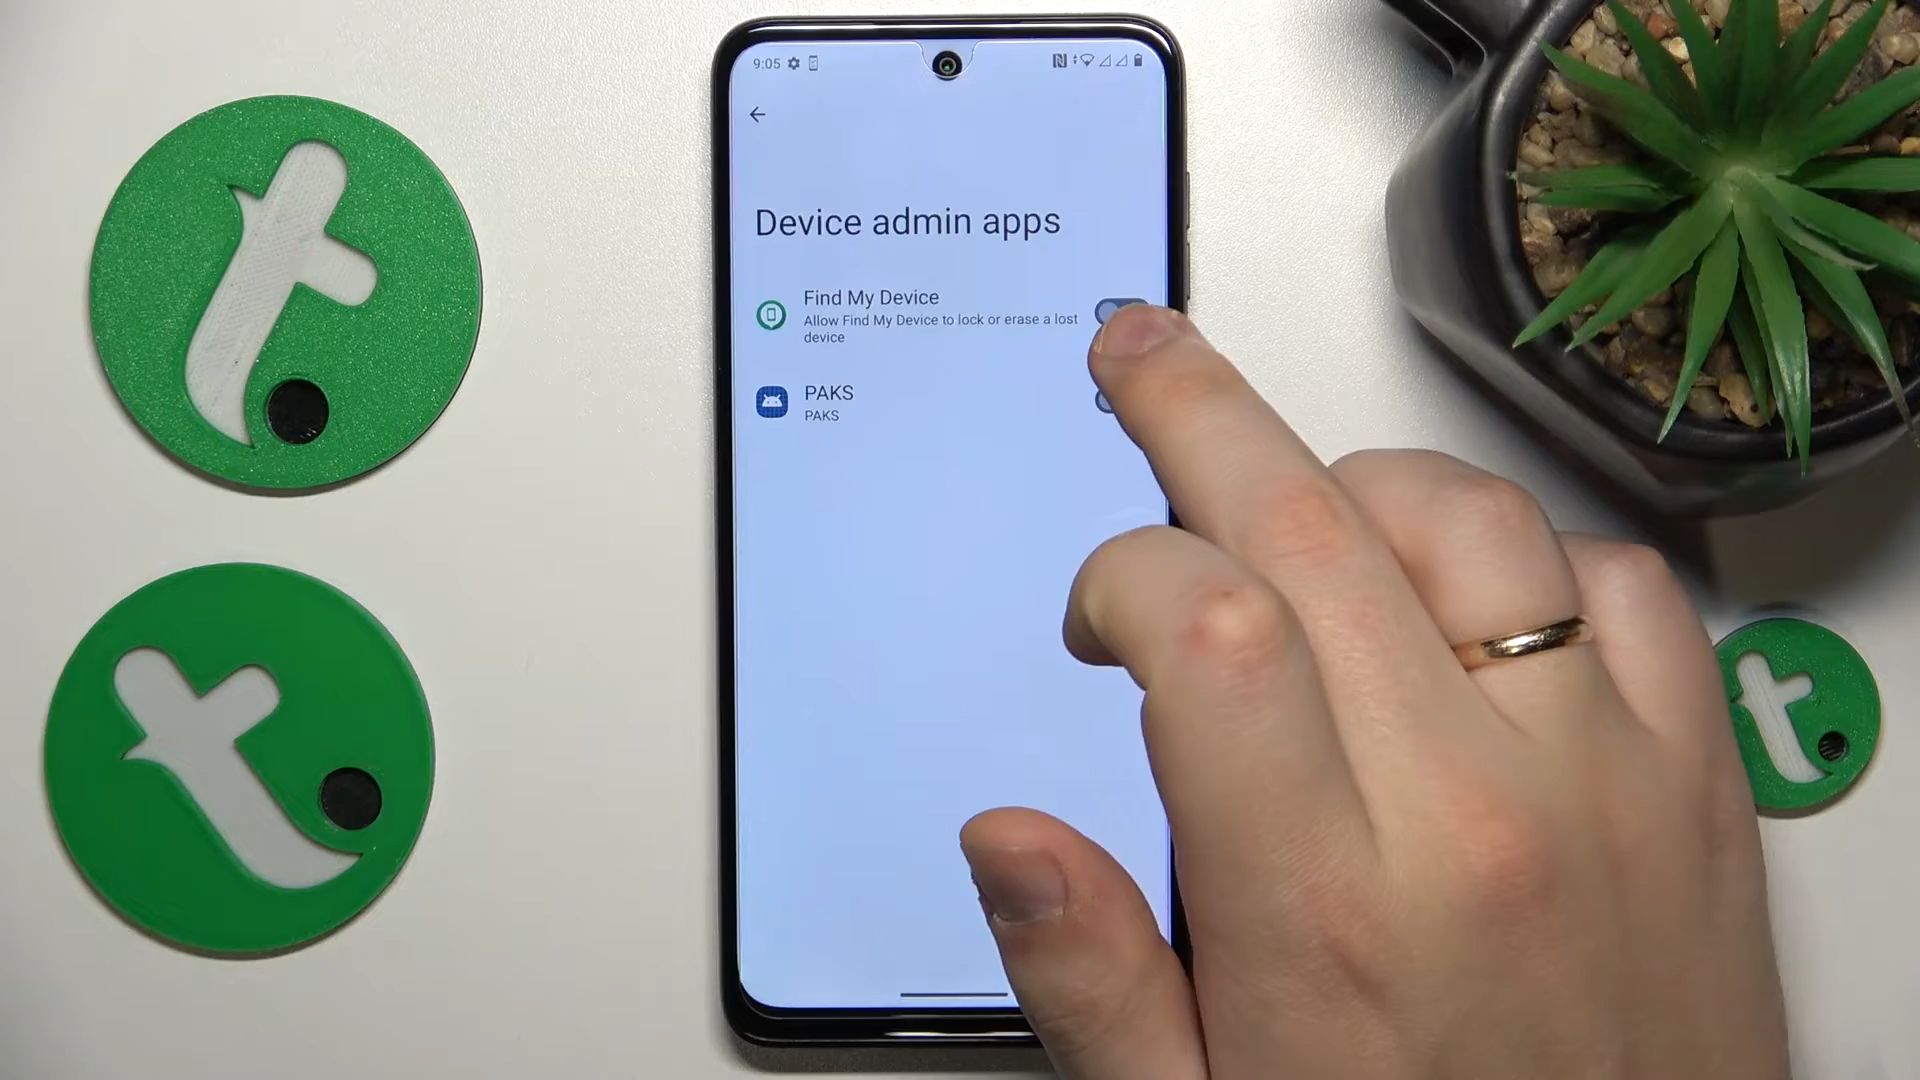 9:05
Device admin apps
Find My Device
Allow Find My Device to lock or erase a lost
device
PAKS
PAKS